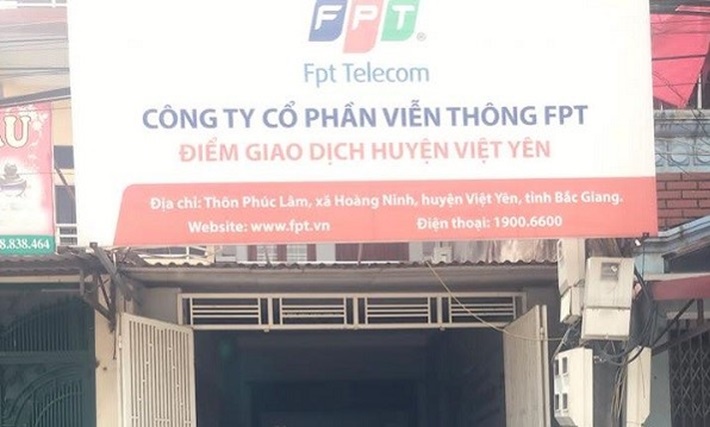 FPT®
Fpt Telecom
CÔNG TY CỔ PHẦN VIỄN THÔNG FPT
ĐIỂM GIAO DỊCH HUYỆN VIỆT YÊN
Địa chỉ: Thôn Phúc Lâm, xã Hoàng Ninh, huyện Việt Yên, tỉnh Bắc Giang.
Website: www.fpt.vn Điện thoại: 1900.6600
8.838.464